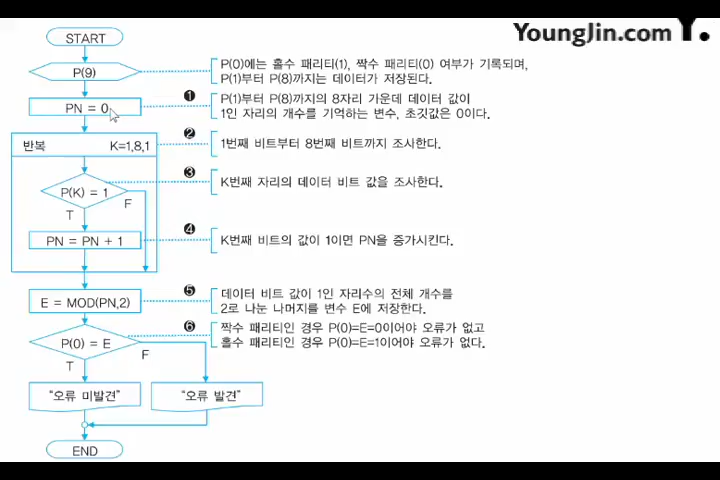 YoungJin.com Y.
START
P(9)
P(0)에는 홀수 패리티(1), 짝수 패리티(0) 여부가 기록되며,
P(1)부터 P(8)까지는 데이터가 저장된다.
PN = 0
❶
P(1)부터 P(8)까지의 8자리 가운데 데이터 값이
1인 자리의 개수를 기억하는 변수, 초깃값은 0이다.
반복 K=1,8,1
❷
1번째 비트부터 8번째 비트까지 조사한다.
P(K) = 1
❸
K번째 자리의 데이터 비트 값을 조사한다.
T
F
PN = PN + 1
❹
K번째 비트의 값이 1이면 PN을 증가시킨다.
E = MOD(PN,2)
❺
데이터 비트 값이 1인 자리수의 전체 개수를
2로 나눈 나머지를 변수 E에 저장한다.
P(0) = E
❻
짝수 패리티인 경우 P(0)=E=0이어야 오류가 없고
홀수 패리티인 경우 P(0)=E=1이어야 오류가 없다.
T
F
“오류 미발견”
“오류 발견”
END